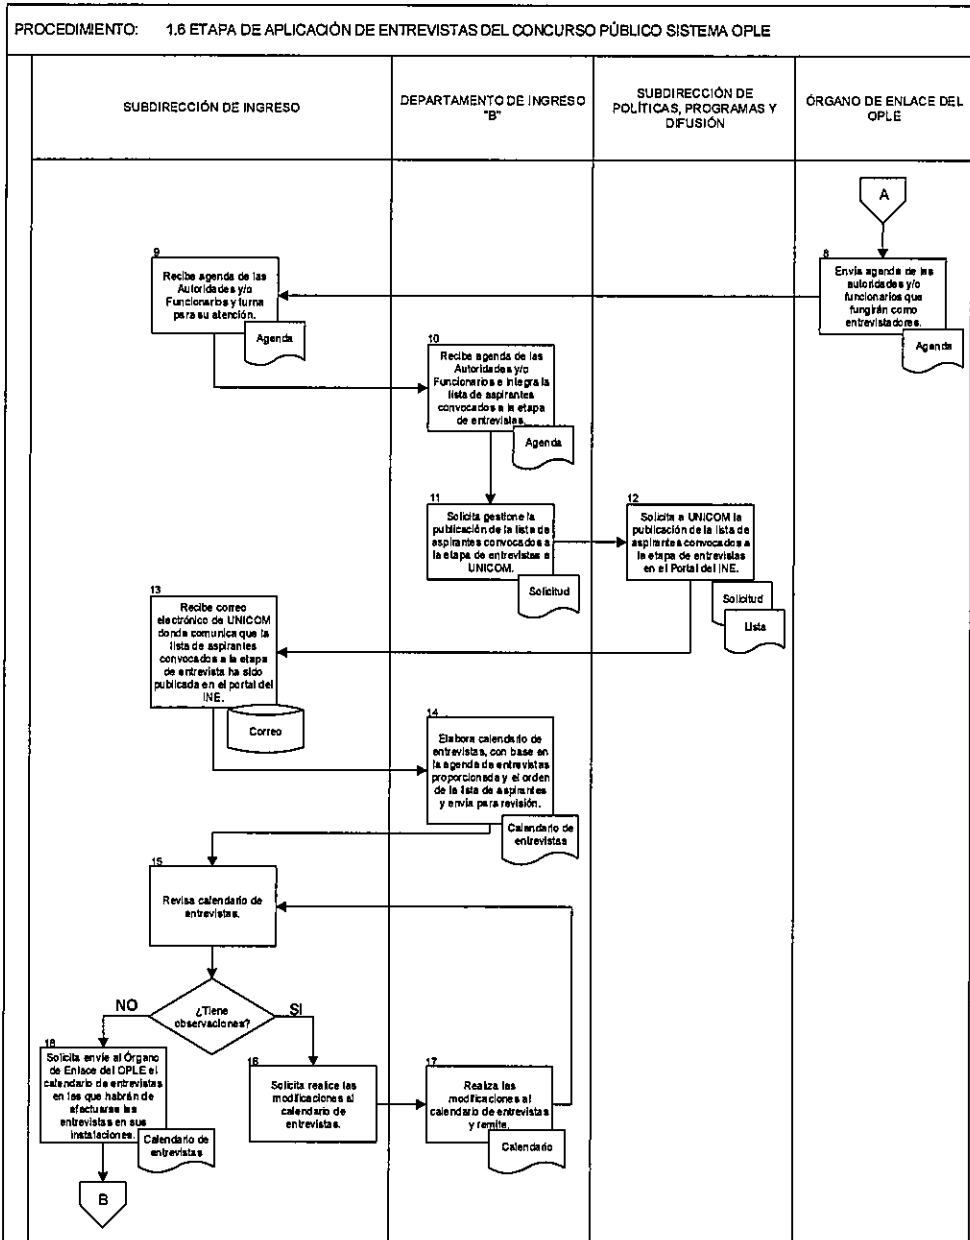 PROCEDIMIENTO: 1.6 ETAPA DE APLICACIÓN DE ENTREVISTAS DEL CONCURSO PÚBLICO SISTEMA OPLE
SUBDIRECCIÓN DE INGRESO
DEPARTAMENTO DE INGRESO
"B"
SUBDIRECCIÓN DE
POLÍTICAS, PROGRAMAS Y
DIFUSIÓN
ÓRGANO DE ENLACE DEL
OPLE
A
8
Envía agenda de las
autoridades y/o
funcionarios que
fungirán como
entrevistadores.
Agenda
9
Recibe agenda de las
Autoridades y/o
Funcionarios y turna
para su atención.
Agenda
10
Recibe agenda de las
Autoridades y/o
Funcionarios e integra la
lista de aspirantes
convocados a la etapa
de entrevistas.
Agenda
11
Solicita gestione la
publicación de la lista de
aspirantes convocados a
la etapa de entrevistas a
UNICOM.
Solicitud
12
Solicita a UNICOM la
publicación de la lista de
aspirantes convocados a
la etapa de entrevistas
en el Portal del INE.
Solicitud
Lista
13
Recibe correo
electrónico de UNICOM
donde comunica que la
lista de aspirantes
convocados a la etapa
de entrevista ha sido
publicada en el portal del
INE.
Correo
14
Elabora calendario de
entrevistas, con base en
la agenda de entrevistas
proporcionada y el orden
de la lista de aspirantes
y envía para revisión.
Calendario de
entrevistas
15
Revisa calendario de
entrevistas.
¿Tiene
observaciones?
NO
SI
16
Solicita realice las
modificaciones al
calendario de
entrevistas.
17
Realiza las
modificaciones al
calendario de entrevistas
y remite.
Calendario
18
Solicita envíe al Órgano
de Enlace del OPLE el
calendario de entrevistas
en las que habrán de
efectuarse las
entrevistas en sus
instalaciones.
Calendario de
entrevistas
B